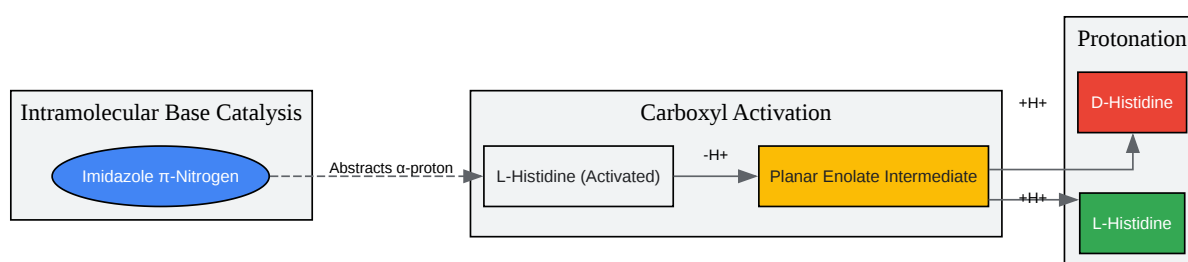 Intramolecular Base Catalysis
Imidazole π-Nitrogen
Abstracts α-proton
Carboxyl Activation
L-Histidine (Activated)
-H+
Planar Enolate Intermediate
+H+
+H+
Protonation
D-Histidine
L-Histidine